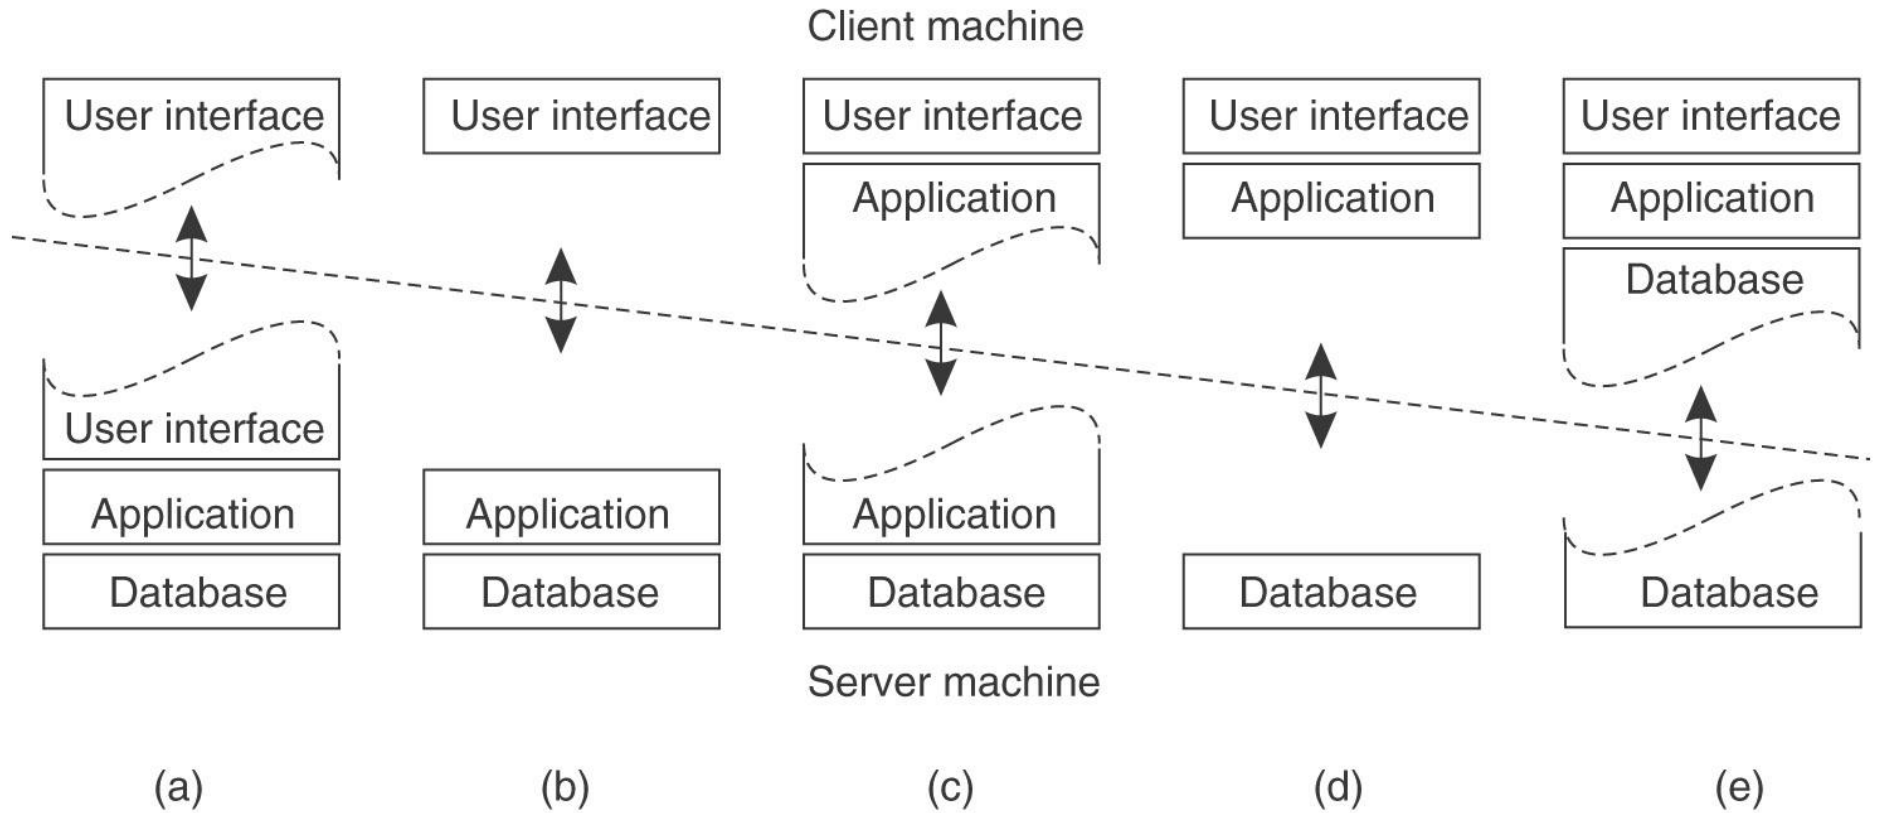 Client machine
User interface User interface User interface User interface User interface
Application Application Application
Database
User interface
Application Application Application
Database Database Database Database Database
Server machine
(a) (b) (c) (d) (e)